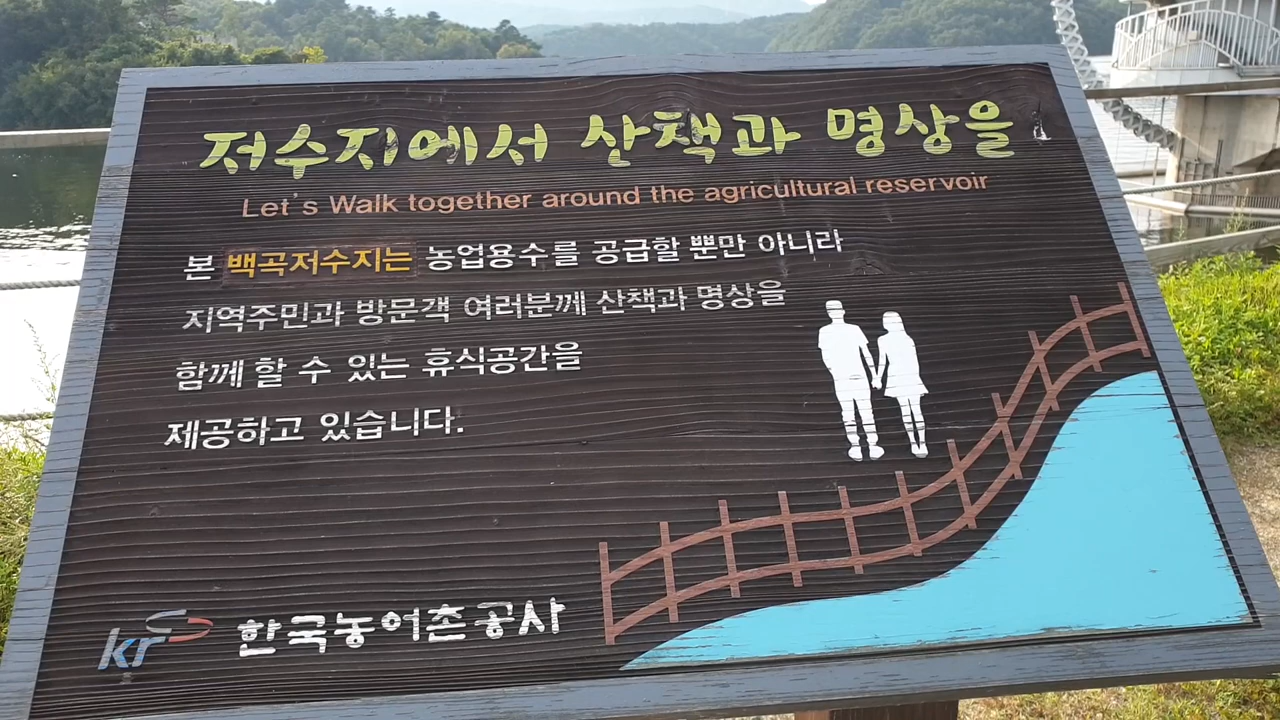 저수지에서 산책과 명상을!
Let's Walk together around the agricultural reservoir
본 백곡저수지는 농업용수를 공급할 뿐만 아니라
지역주민과 방문객 여러분께 산책과 명상을
함께 할 수 있는 휴식공간을
제공하고 있습니다.
kr 한국농어촌공사